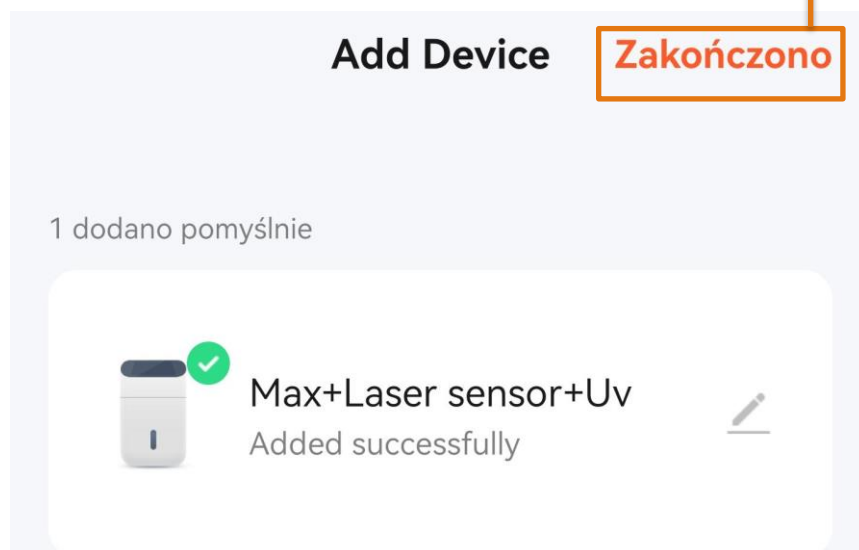 Add Device Zakończono
1 dodano pomyślnie
Max+Laser sensor+Uv
Added successfully